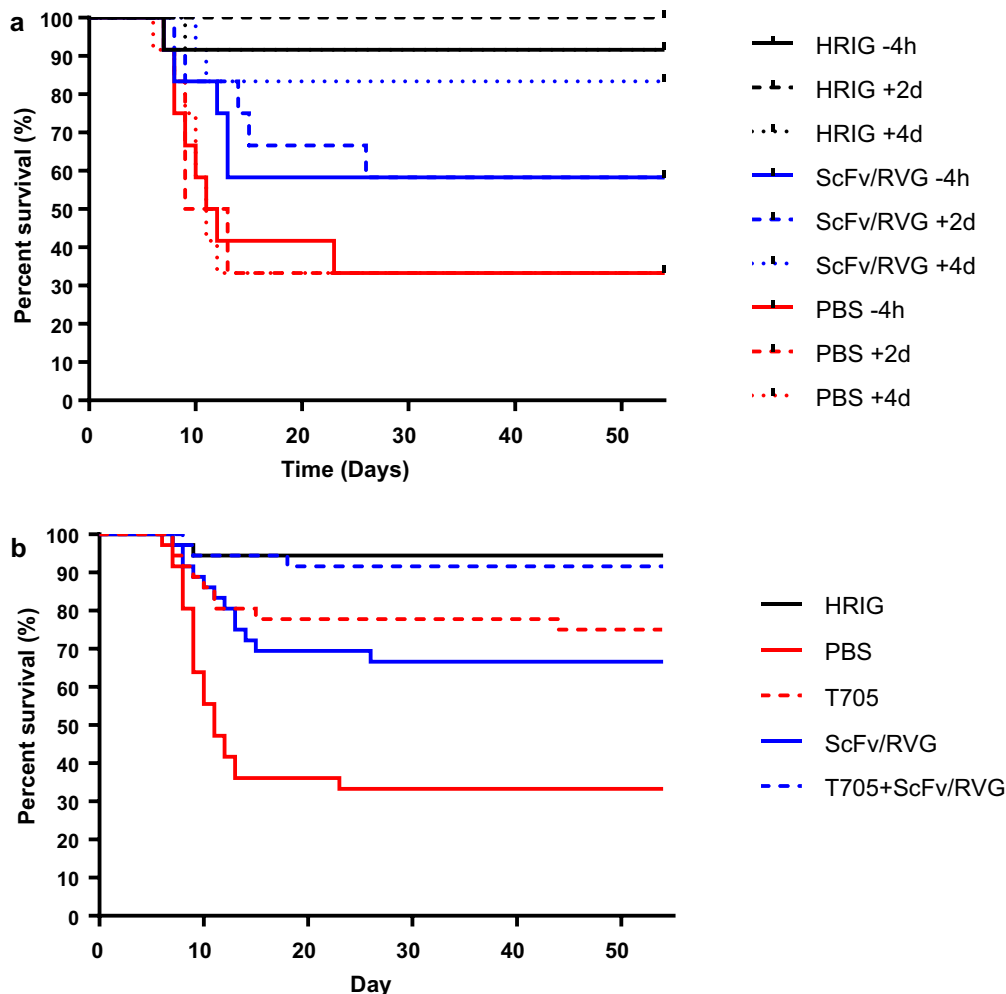 a
Percent survival (%)
100
90
80
70
60
50
40
30
20
10
0
0 10 20 30 40 50
Time (Days)
HRIG -4h
HRIG +2d
HRIG +4d
ScFv/RVG -4h
ScFv/RVG +2d
ScFv/RVG +4d
PBS -4h
PBS +2d
PBS +4d
b
Percent survival (%)
100
90
80
70
60
50
40
30
20
10
0
0 10 20 30 40 50
Day
HRIG
PBS
T705
ScFv/RVG
T705+ScFv/RVG